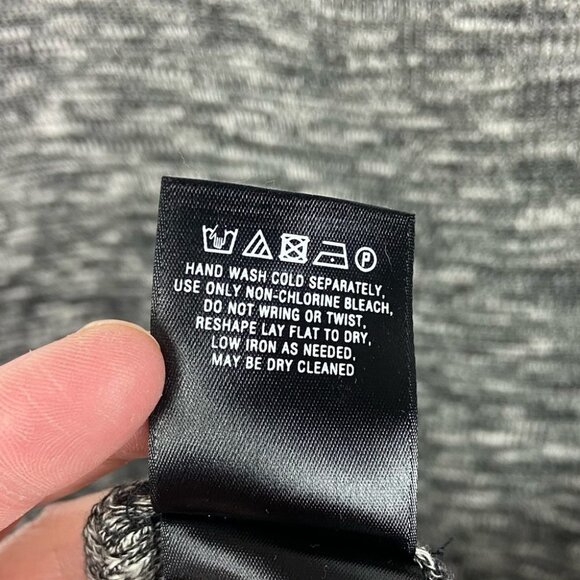 P
HAND WASH COLD SEPARATELY,
USE ONLY NON-CHLORINE BLEACH,
DO NOT WRING OR TWIST,
RESHAPE LAY FLAT TO DRY,
LOW IRON AS NEEDED,
MAY BE DRY CLEANED